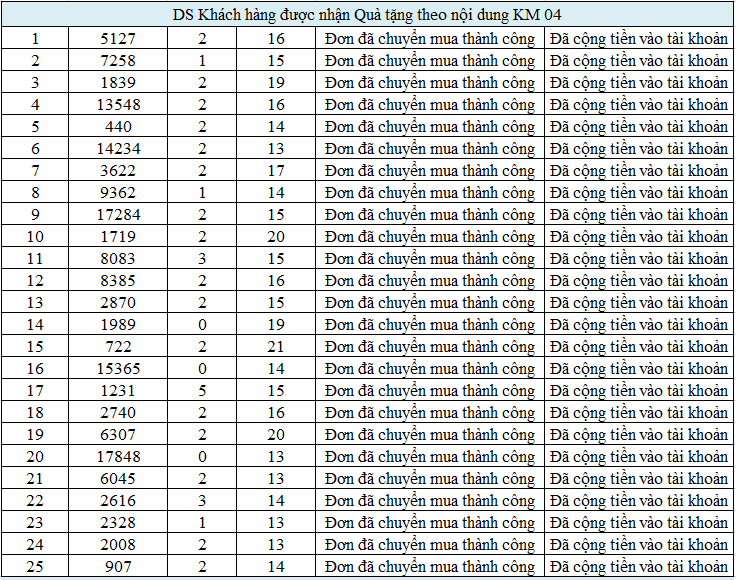 DS Khách hàng được nhận Quà tặng theo nội dung KM 04
1 5127 2 16 Đơn đã chuyển mua thành công Đã cộng tiền vào tài khoản
2 7258 1 15 Đơn đã chuyển mua thành công Đã cộng tiền vào tài khoản
3 1839 2 19 Đơn đã chuyển mua thành công Đã cộng tiền vào tài khoản
4 13548 2 16 Đơn đã chuyển mua thành công Đã cộng tiền vào tài khoản
5 440 2 14 Đơn đã chuyển mua thành công Đã cộng tiền vào tài khoản
6 14234 2 13 Đơn đã chuyển mua thành công Đã cộng tiền vào tài khoản
7 3622 2 17 Đơn đã chuyển mua thành công Đã cộng tiền vào tài khoản
8 9362 1 14 Đơn đã chuyển mua thành công Đã cộng tiền vào tài khoản
9 17284 2 15 Đơn đã chuyển mua thành công Đã cộng tiền vào tài khoản
10 1719 2 20 Đơn đã chuyển mua thành công Đã cộng tiền vào tài khoản
11 8083 3 15 Đơn đã chuyển mua thành công Đã cộng tiền vào tài khoản
12 8385 2 16 Đơn đã chuyển mua thành công Đã cộng tiền vào tài khoản
13 2870 2 15 Đơn đã chuyển mua thành công Đã cộng tiền vào tài khoản
14 1989 0 19 Đơn đã chuyển mua thành công Đã cộng tiền vào tài khoản
15 722 2 21 Đơn đã chuyển mua thành công Đã cộng tiền vào tài khoản
16 15365 0 14 Đơn đã chuyển mua thành công Đã cộng tiền vào tài khoản
17 1231 5 15 Đơn đã chuyển mua thành công Đã cộng tiền vào tài khoản
18 2740 2 16 Đơn đã chuyển mua thành công Đã cộng tiền vào tài khoản
19 6307 2 20 Đơn đã chuyển mua thành công Đã cộng tiền vào tài khoản
20 17848 0 13 Đơn đã chuyển mua thành công Đã cộng tiền vào tài khoản
21 6045 2 13 Đơn đã chuyển mua thành công Đã cộng tiền vào tài khoản
22 2616 3 14 Đơn đã chuyển mua thành công Đã cộng tiền vào tài khoản
23 2328 1 13 Đơn đã chuyển mua thành công Đã cộng tiền vào tài khoản
24 2008 2 13 Đơn đã chuyển mua thành công Đã cộng tiền vào tài khoản
25 907 2 14 Đơn đã chuyển mua thành công Đã cộng tiền vào tài khoản